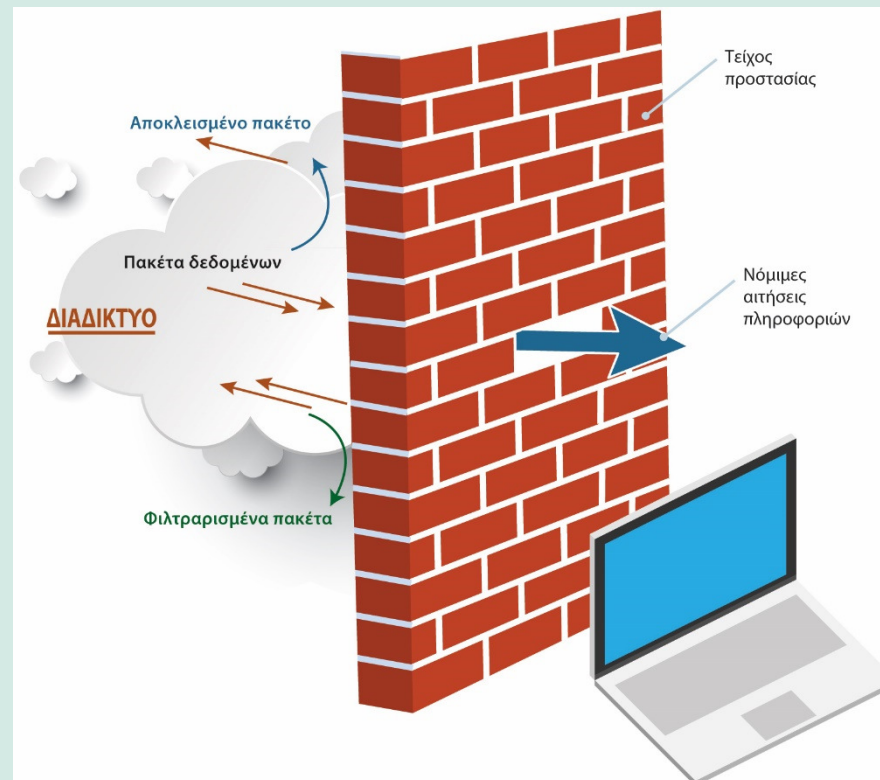 Τείχος
προστασίας
Αποκλεισμένο πακέτο
Πακέτα δεδομένων
ΔΙΑΔΙΚΤΥΟ
Νόμιμες
αιτήσεις
πληροφοριών
Φιλτραρισμένα πακέτα